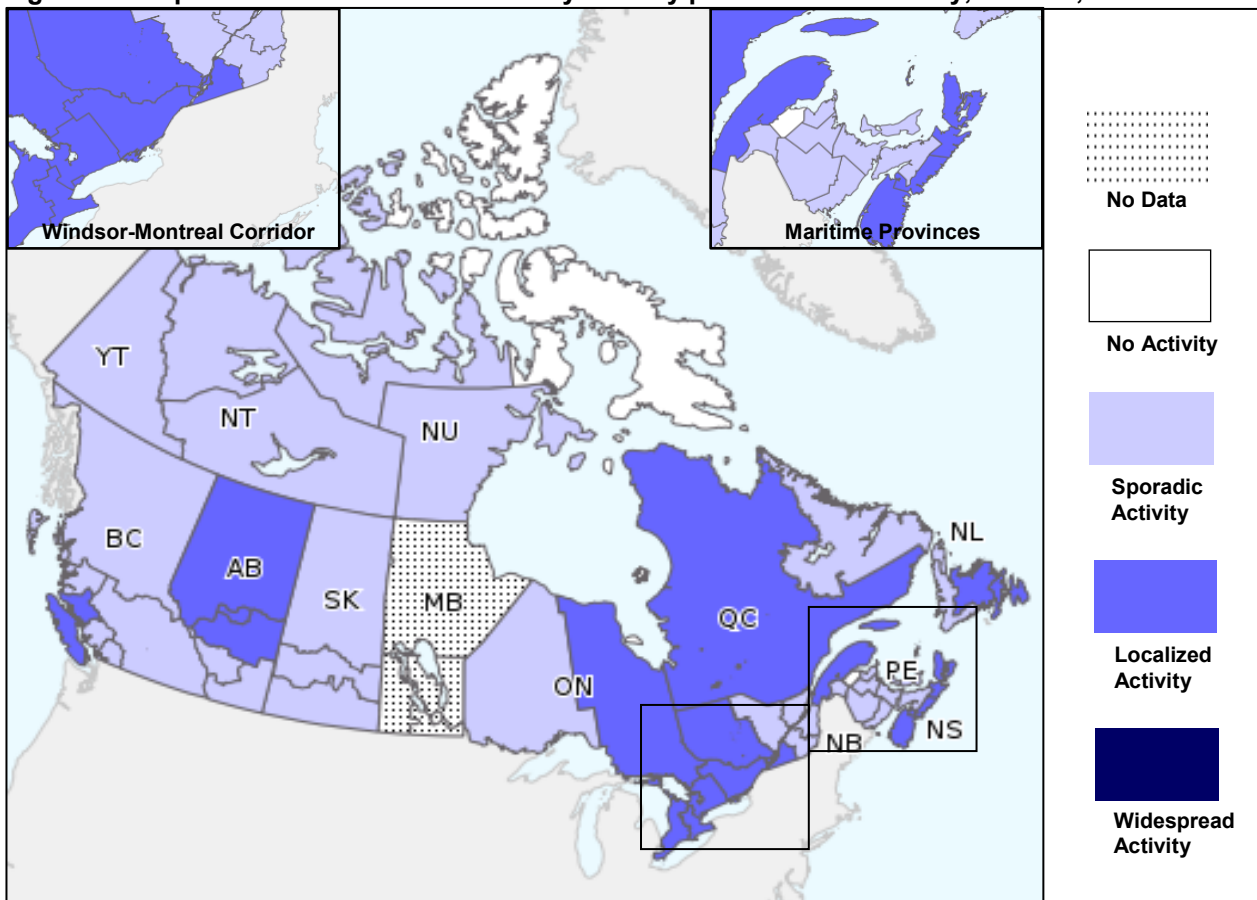 Windsor-Montreal Corridor
Maritime Provinces
No Data
No Activity
Sporadic
Activity
Localized
Activity
Widespread
Activity
YT
NT
NU
BC
AB
SK
MB
ON
QC
NL
PE
NB
NS